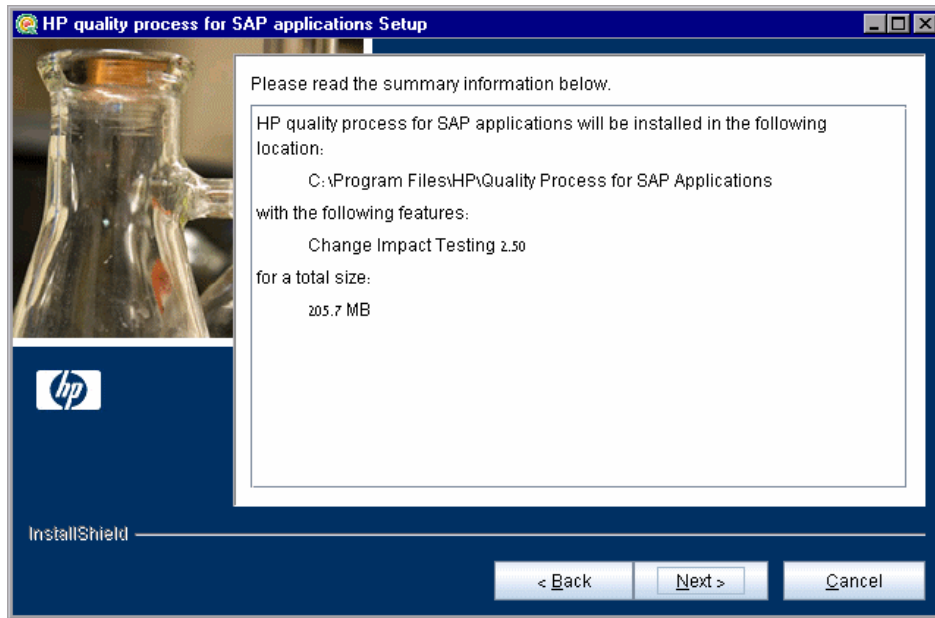 HP quality process for SAP applications Setup
Please read the summary information below.
HP quality process for SAP applications will be installed in the following
location:
C:\Program Files\HP\Quality Process for SAP Applications
with the following features:
Change Impact Testing 2.50
for a total size:
205.7 MB
hp
InstallShield
< Back
Next >
Cancel